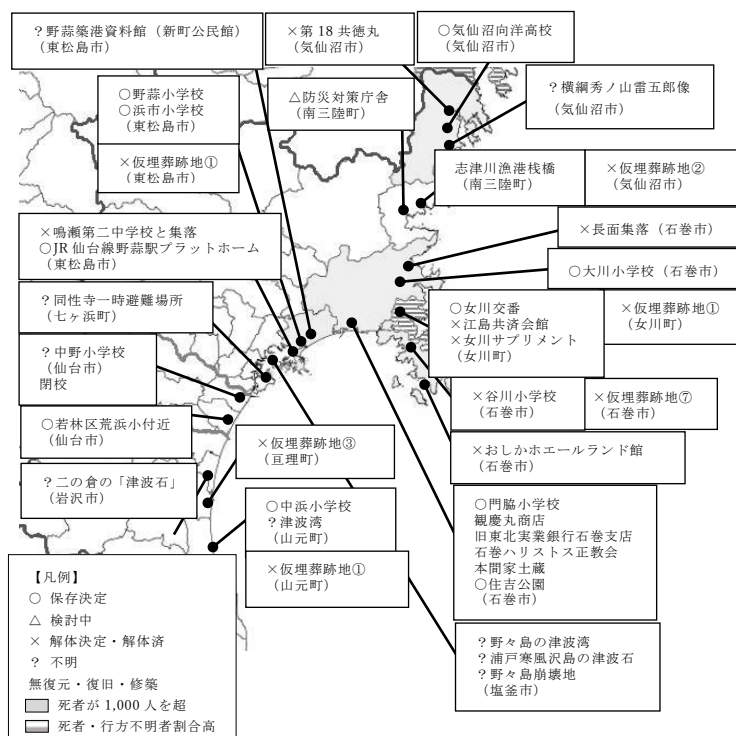 ？野蒜築港資料館（新町公民館）
（東松島市）
×第 18 共徳丸
（気仙沼市）
○気仙沼向洋高校
（気仙沼市）
○野蒜小学校
○浜市小学校
（東松島市）
△防災対策庁舎
（南三陸町）
？横綱秀ノ山雷五郎像
（気仙沼市）
×仮埋葬跡地①
（東松島市）
志津川漁港桟橋
（南三陸町）
×仮埋葬跡地②
（気仙沼市）
×鳴瀬第二中学校と集落
○JR 仙台線野蒜駅プラットホーム
（東松島市）
×長面集落（石巻市）
○大川小学校（石巻市）
？同性寺一時避難場所
（七ヶ浜町）
○女川交番
×江島共済会館
×女川サプリメント
（女川町）
×仮埋葬跡地①
（女川町）
？中野小学校
（仙台市）
閉校
×谷川小学校
（石巻市）
×仮埋葬跡地⑦
（石巻市）
○若林区荒浜小付近
（仙台市）
×仮埋葬跡地③
（亘理町）
×おしかホエールランド館
（石巻市）
？二の倉の「津波石」
（岩沢市）
○中浜小学校
？津波湾
（山元町）
○門脇小学校
観慶丸商店
旧東北実業銀行石巻支店
石巻ハリストス正教会
本間家土蔵
○住吉公園
（石巻市）
×仮埋葬跡地①
（山元町）
？野々島の津波湾
？浦戸寒風沢島の津波石
？野々島崩壊地
（塩釜市）
【凡例】
○ 保存決定
△ 検討中
× 解体決定・解体済
？ 不明
無復元・復旧・修築
死者が 1,000 人を超
死者・行方不明者割合高